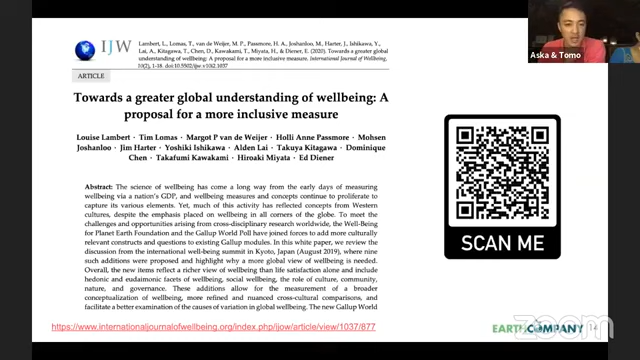 IJW
Lambert, L., Lomas, T., van de Weijer, M. P., Passmore, H. A., Joshanloo, M., Harter, J., Ishikawa, Y.,
Lai, A., Kitagawa, T., Chen, D., Kawakami, T., Miyata, H., & Diener, E. (2020). Towards a greater global
understanding of wellbeing: A proposal for a more inclusive measure. International Journal of Wellbeing,
10(2), 1-18. doi:10.5502/ijw.v10i2.1037
ARTICLE
Towards a greater global understanding of wellbeing: A
proposal for a more inclusive measure
Louise Lambert · Tim Lomas · Margot P van de Weijer · Holli Anne Passmore · Mohsen
Joshanloo · Jim Harter · Yoshiki Ishikawa · Alden Lai · Takuya Kitagawa · Dominique
Chen · Takafumi Kawakami · Hiroaki Miyata · Ed Diener
Abstract: The science of wellbeing has come a long way from the early days of measuring
wellbeing via a nation's GDP, and wellbeing measures and concepts continue to proliferate to
capture its various elements. Yet, much of this activity has reflected concepts from Western
cultures, despite the emphasis placed on wellbeing in all corners of the globe. To meet the
challenges and opportunities arising from cross-disciplinary research worldwide, the Well-Being
for Planet Earth Foundation and the Gallup World Poll have joined forces to add more culturally
relevant constructs and questions to existing Gallup modules. In this white paper, we review the
discussion from the international well-being summit in Kyoto, Japan (August 2019), where nine
such additions were proposed and highlight why a more global view of wellbeing is needed.
Overall, the new items reflect a richer view of wellbeing than life satisfaction alone and include
hedonic and eudaimonic facets of wellbeing, social wellbeing, the role of culture, community,
nature, and governance. These additions allow for the measurement of a broader
conceptualization of wellbeing, more refined and nuanced cross-cultural comparisons, and
facilitate a better examination of the causes of variation in global wellbeing. The new Gallup World
https://www.internationaljournalofwellbeing.org/index.php/ijow/article/view/1037/877
SCAN ME
Aska & Tomo
EARTHCOMPANY
14
zoom